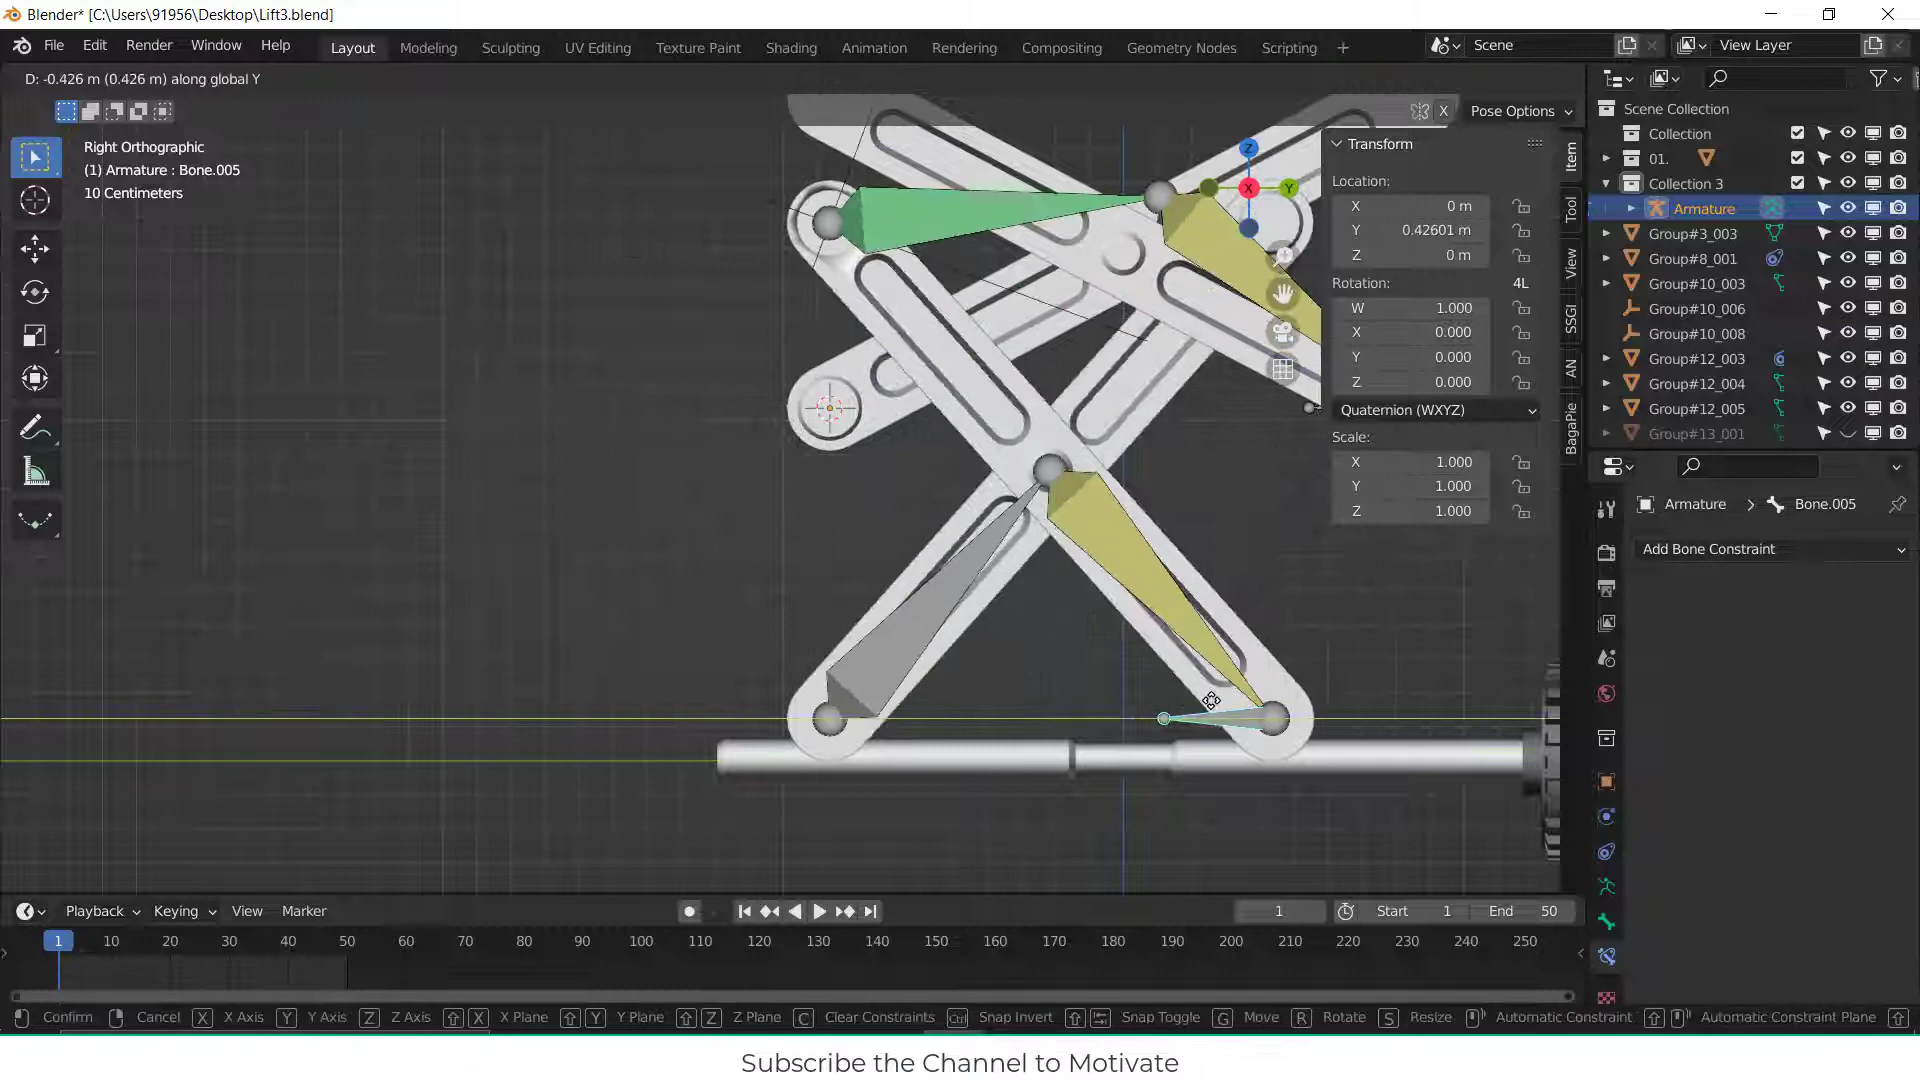 Blender* [C:\Users\91956\Desktop\Lift3.blend]
File Edit Render Window Help Layout Modeling Sculpting UV Editing Texture Paint Shading Animation Rendering Compositing Geometry Nodes Scripting + Scene View Layer
D: -0.426 m (0.426 m) along global Y
X Pose Options
Right Orthographic
(1) Armature : Bone.005
10 Centimeters
Z
X
Y
Transform
Location:
X 0 m
Y 0.42601 m
Z 0 m
Rotation: 4L
W 1.000
X 0.000
Y 0.000
Z 0.000
Quaternion (WXYZ)
Scale:
X 1.000
Y 1.000
Z 1.000
Item
Tool
View
SSGI
AN
BagaPie
Scene Collection
Collection
01.
Collection 3
Armature
Group#3_003
Group#8_001
Group#10_003
Group#10_006
Group#10_008
Group#12_003
Group#12_004
Group#12_005
Group#13_001
Armature > Bone.005
Add Bone Constraint
Playback Keying View Marker 1 Start 1 End 50
1 10 20 30 40 50 60 70 80 90 100 110 120 130 140 150 160 170 180 190 200 210 220 230 240 250
Confirm Cancel X X Axis Y Y Axis Z Z Axis X X Plane Y Y Plane Z Z Plane C Clear Constraints Ctrl Snap Invert Snap Toggle G Move R Rotate S Resize Automatic Constraint Automatic Constraint Plane
Subscribe the Channel to Motivate